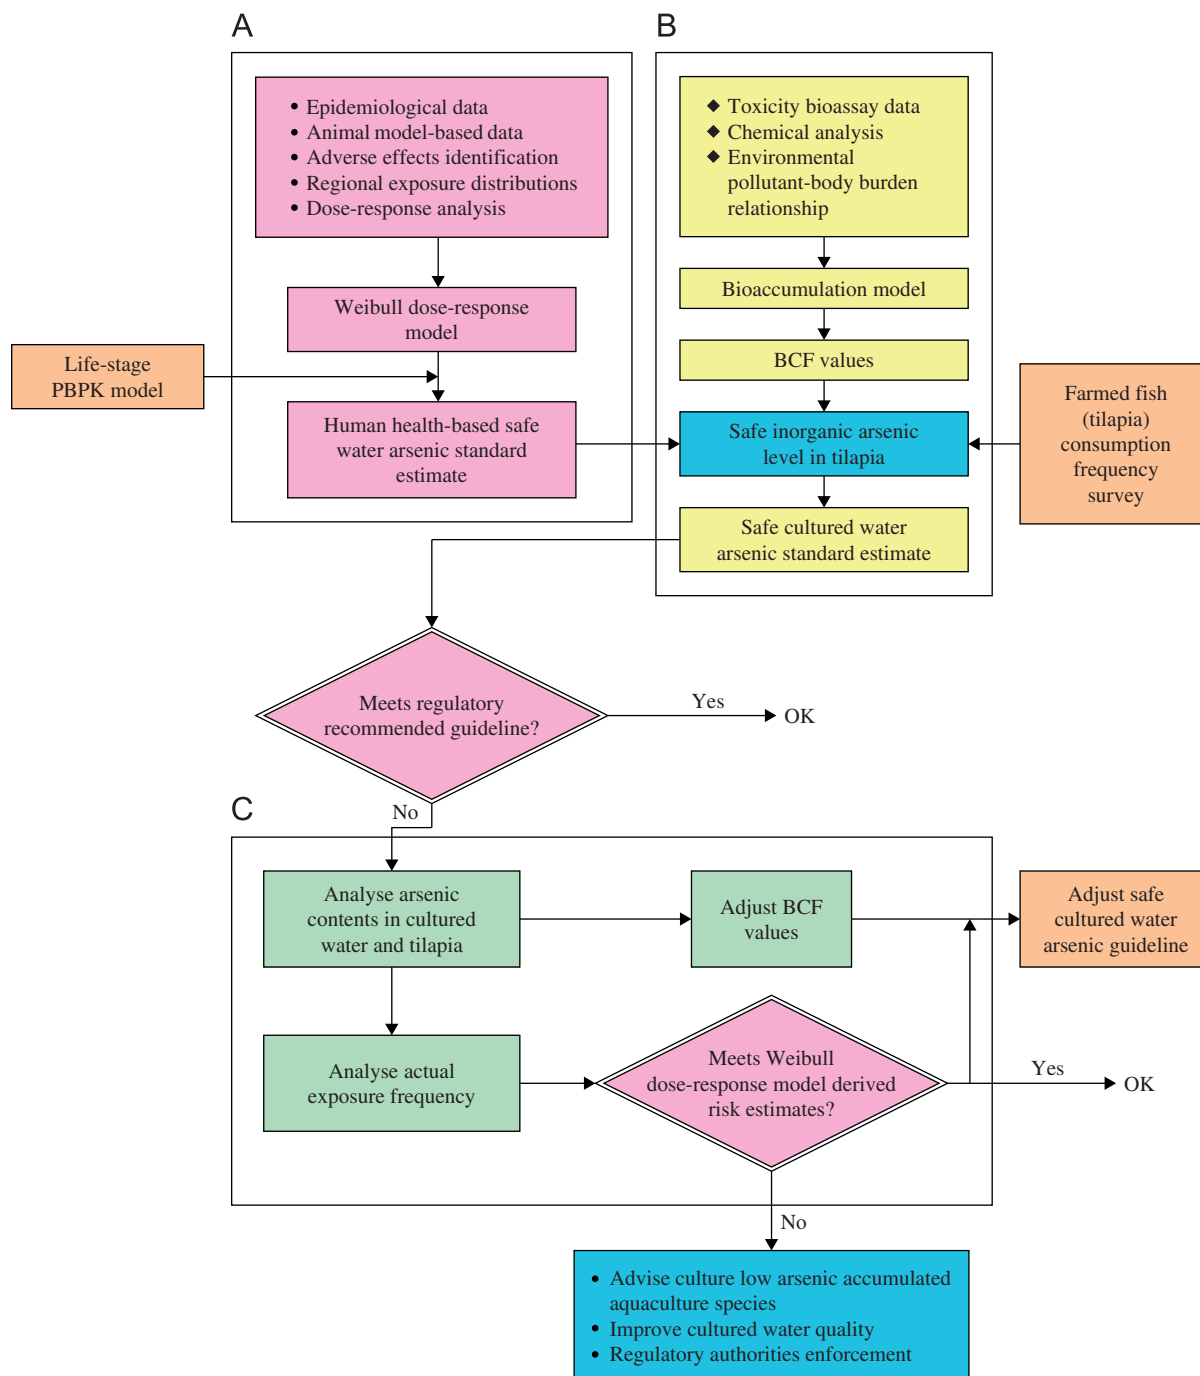 A
• Epidemiological data
• Animal model-based data
• Adverse effects identification
• Regional exposure distributions
• Dose-response analysis
Weibull dose-response
model
Life-stage
PBPK model
Human health-based safe
water arsenic standard
estimate
B
◆ Toxicity bioassay data
◆ Chemical analysis
◆ Environmental
pollutant-body burden
relationship
Bioaccumulation model
BCF values
Safe inorganic arsenic
level in tilapia
Farmed fish
(tilapia)
consumption
frequency
survey
Safe cultured water
arsenic standard estimate
Meets regulatory
recommended guideline?
Yes
OK
No
C
Analyse arsenic
contents in cultured
water and tilapia
Adjust BCF
values
Adjust safe
cultured water
arsenic guideline
Analyse actual
exposure frequency
Meets Weibull
dose-response model derived
risk estimates?
Yes
OK
No
• Advise culture low arsenic accumulated
aquaculture species
• Improve cultured water quality
• Regulatory authorities enforcement